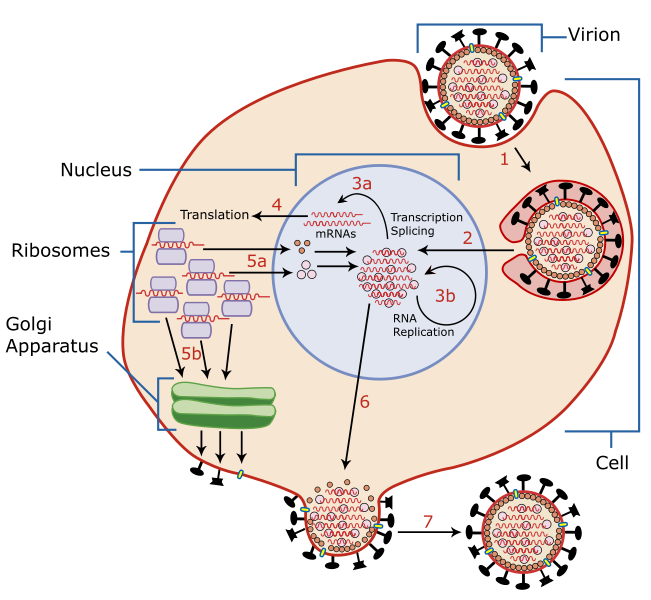 Virion
1
Nucleus
3a
4
Translation
Transcription
Splicing
mRNAs
2
Ribosomes
5a
3b
RNA
Replication
Golgi
Apparatus
5b
6
Cell
7